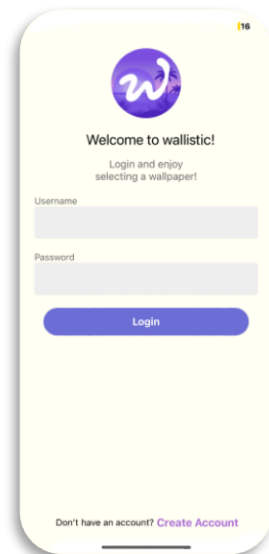 16
w
Welcome to wallistic!
Login and enjoy
selecting a wallpaper!
Username
Password
Login
Don't have an account? Create Account